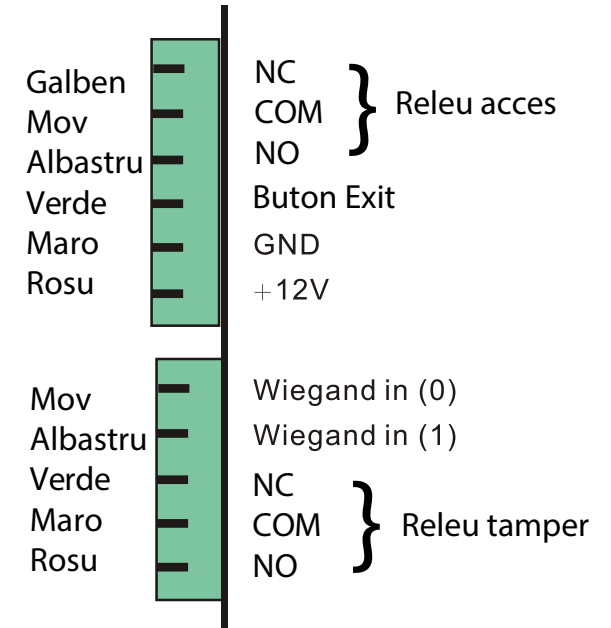 Galben NC
Mov COM } Releu acces
Albastru NO
Verde Buton Exit
Maro GND
Rosu +12V
Mov Wiegand in (0)
Albastru Wiegand in (1)
Verde NC
Maro COM } Releu tamper
Rosu NO